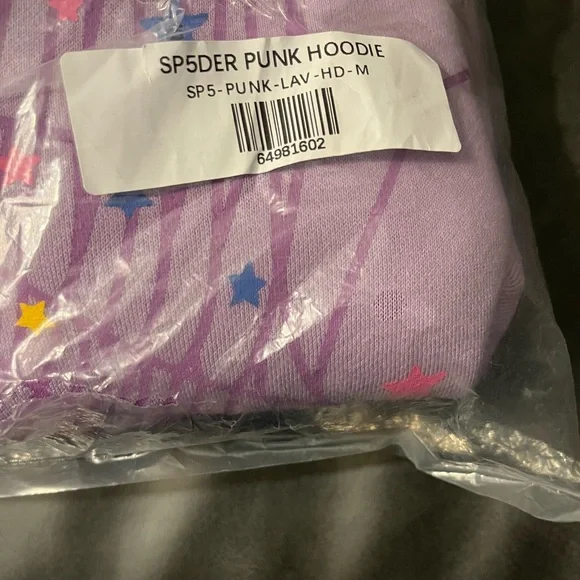 SP5DER PUNK HOODIE
SP5-PUNK-LAV-HD-M
64981602